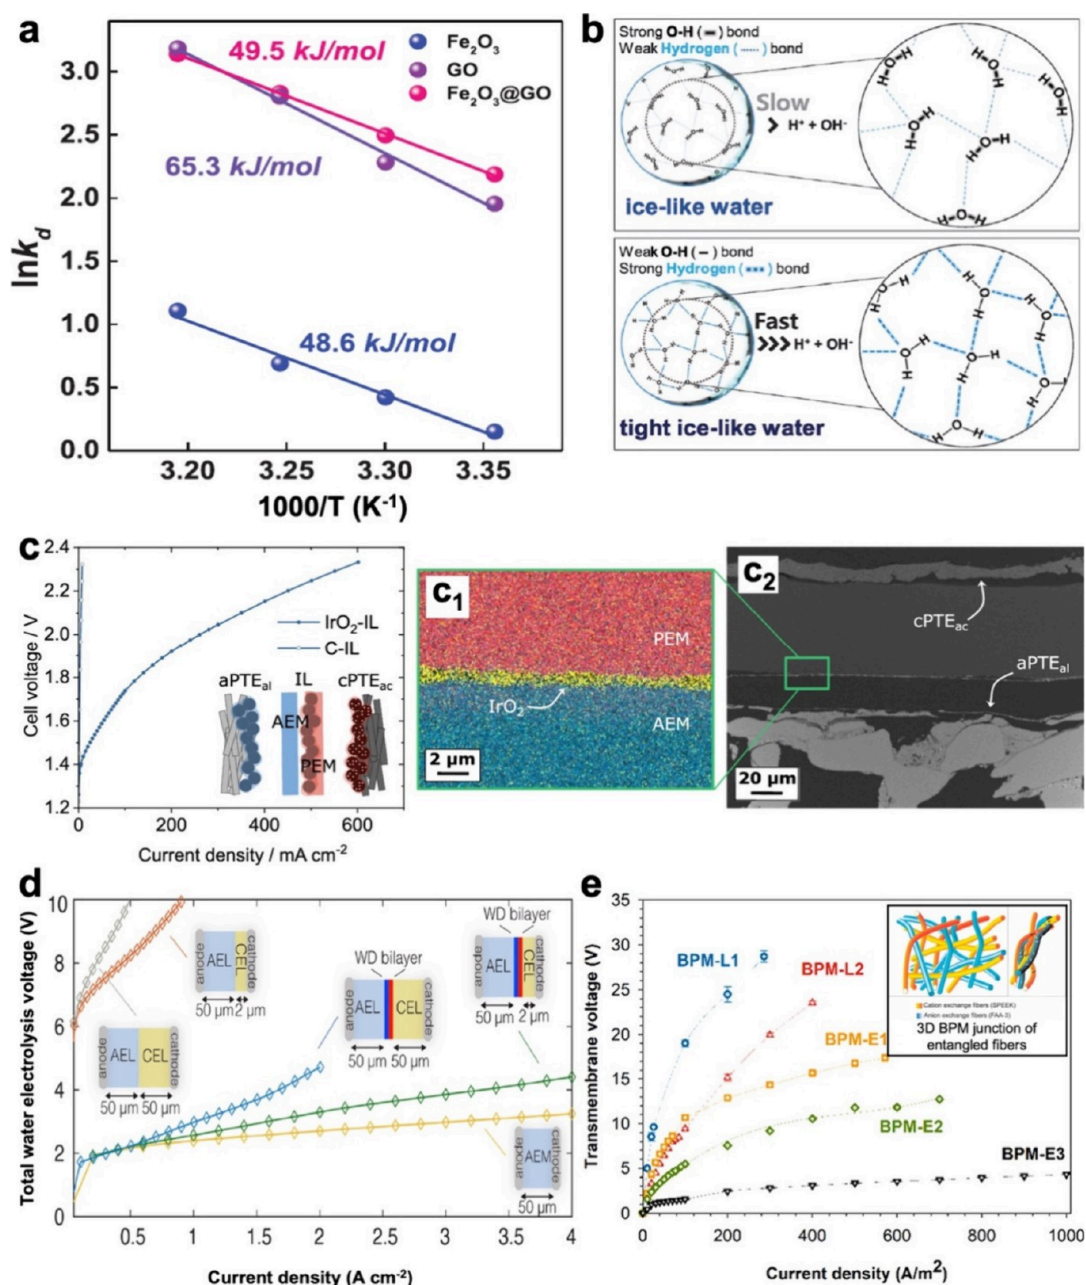 a
49.5 kJ/mol
Fe₂O₃
GO
Fe₂O₃@GO
65.3 kJ/mol
48.6 kJ/mol
lnk_d
3.0
2.5
2.0
1.5
1.0
0.5
0.0
3.20 3.25 3.30 3.35
1000/T (K⁻¹)
b
Strong O-H (━) bond
Weak Hydrogen (┈) bond
Slow
> H⁺ + OH⁻
ice-like water
Weak O-H (–) bond
Strong Hydrogen (┅) bond
Fast
>>> H⁺ + OH⁻
tight ice-like water
c
Cell voltage / V
2.4
2.2
2.0
1.8
1.6
1.4
1.2
0 200 400 600
Current density / mA cm⁻²
IrO₂-IL
C-IL
aPTEal IL cPTEac
AEM
PEM
c₁
PEM
IrO₂
AEM
2 µm
c₂
cPTEac
aPTEal
20 µm
d
Total water electrolysis voltage (V)
10
8
6
4
2
0
0.5 1 1.5 2 2.5 3 3.5 4
Current density (A cm⁻²)
anode AEL CEL cathode
50 µm 2 µm
anode AEL CEL cathode
50 µm 50 µm
WD bilayer
anode AEL CEL cathode
50 µm 50 µm
WD bilayer
anode AEL CEL cathode
50 µm 2 µm
anode AEM cathode
50 µm
e
Transmembrane voltage (V)
35
30
25
20
15
10
5
0
0 200 400 600 800 1000
Current density (A/m²)
BPM-L1
BPM-L2
BPM-E1
BPM-E2
BPM-E3
Cation exchange fibers (SPEEK)
Anion exchange fibers (FAA-3)
3D BPM junction of
entangled fibers